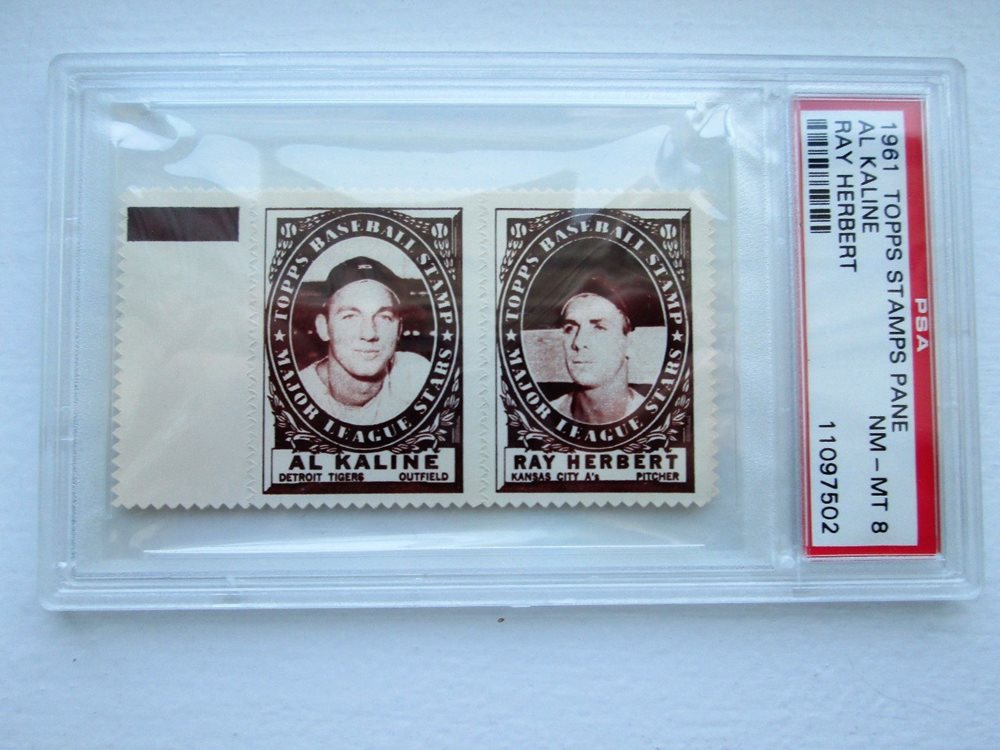 TOPPS BASEBALL STAMP
★ MAJOR LEAGUE STARS ★
AL KALINE
DETROIT TIGERS OUTFIELD
TOPPS BASEBALL STAMP
★ MAJOR LEAGUE STARS ★
RAY HERBERT
KANSAS CITY A's PITCHER
PSA
1961 TOPPS STAMPS PANE
AL KALINE NM-MT 8
RAY HERBERT 11097502